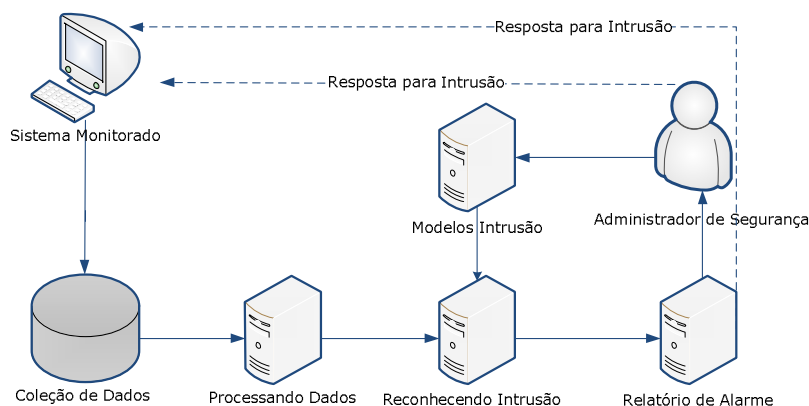 Resposta para Intrusão
Resposta para Intrusão
Sistema Monitorado
Administrador de Segurança
Modelos Intrusão
Coleção de Dados
Processando Dados
Reconhecendo Intrusão
Relatório de Alarme